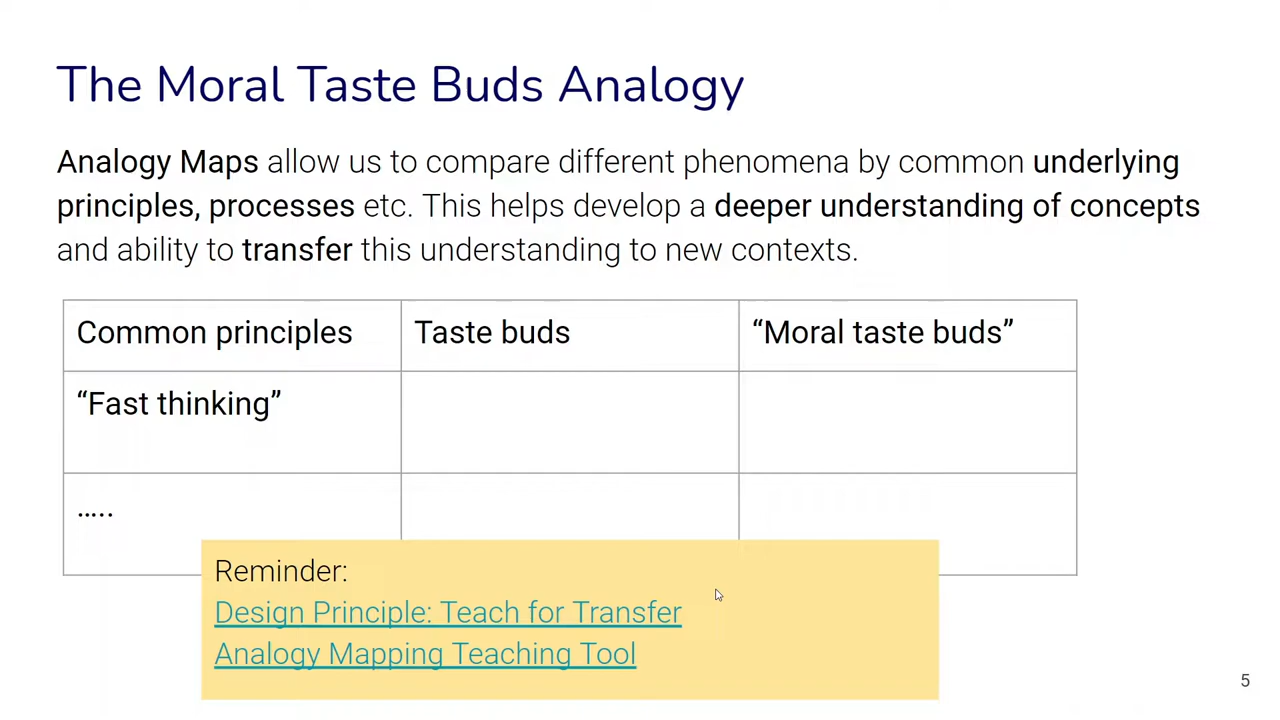 The Moral Taste Buds Analogy
Analogy Maps allow us to compare different phenomena by common underlying
principles, processes etc. This helps develop a deeper understanding of concepts
and ability to transfer this understanding to new contexts.
Common principles Taste buds “Moral taste buds”
“Fast thinking”
…..
Reminder:
Design Principle: Teach for Transfer
Analogy Mapping Teaching Tool
5